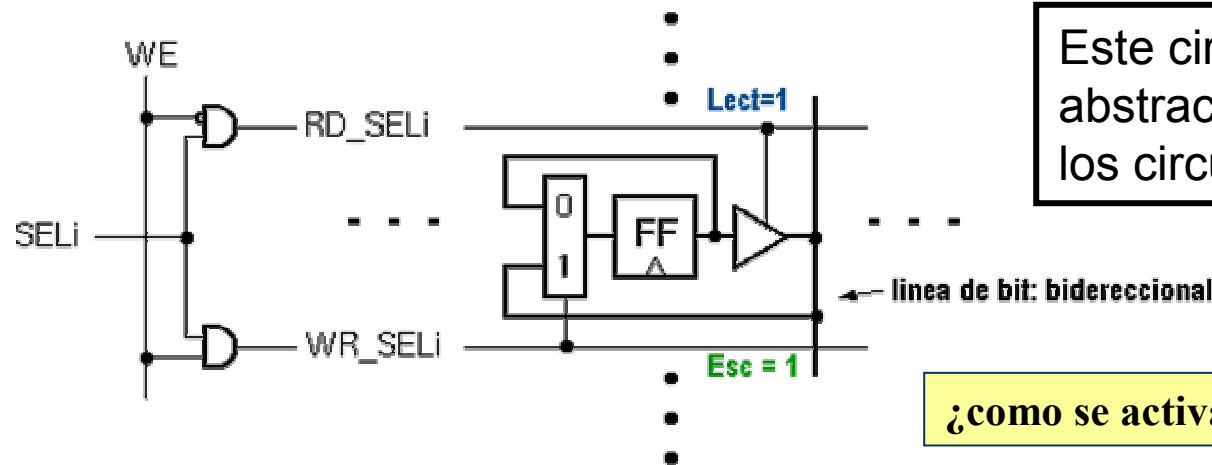 Este cir
abstrac
los circu
WE
Lect=1
RD_SELi
SELi
0
1
FF
linea de bit: bidereccional
WR_SELi
Esc = 1
¿como se activa